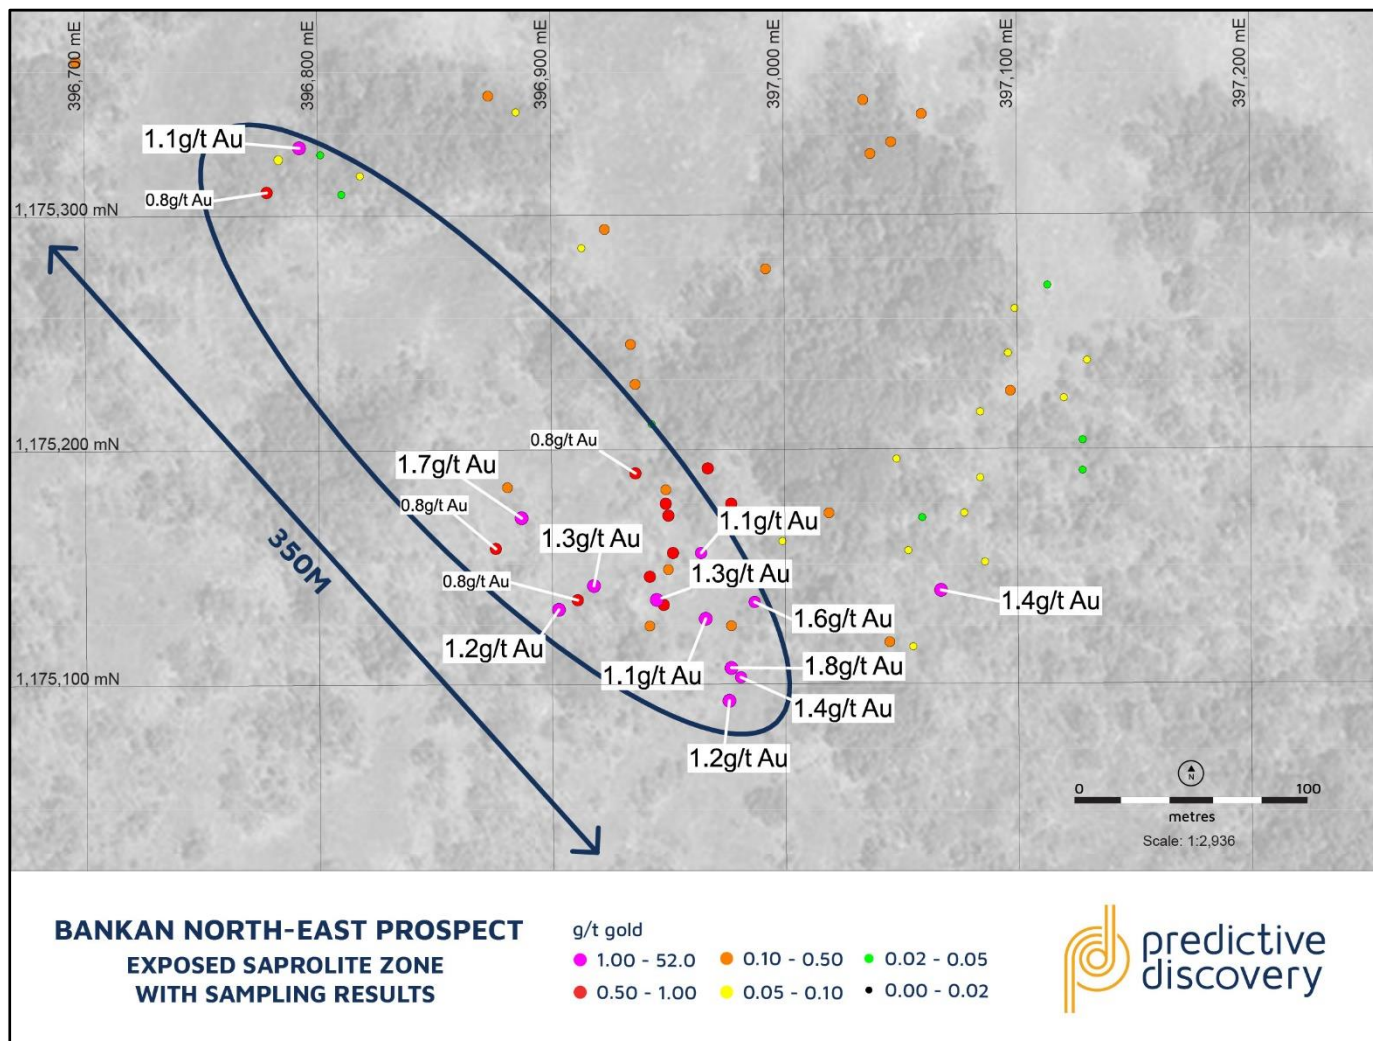 396,700 mE
396,800 mE
396,900 mE
397,000 mE
397,100 mE
397,200 mE
1.1g/t Au
0.8g/t Au
1,175,300 mN
0.8g/t Au
1,175,200 mN
1.7g/t Au
0.8g/t Au
1.3g/t Au
1.1g/t Au
350M
0.8g/t Au
1.3g/t Au
1.4g/t Au
1.6g/t Au
1.2g/t Au
1.1g/t Au
1.8g/t Au
1,175,100 mN
1.4g/t Au
1.2g/t Au
N
0 100
metres
Scale: 1:2,936
BANKAN NORTH-EAST PROSPECT
EXPOSED SAPROLITE ZONE
WITH SAMPLING RESULTS
g/t gold
1.00 - 52.0 0.10 - 0.50 0.02 - 0.05
0.50 - 1.00 0.05 - 0.10 0.00 - 0.02
predictive
discovery